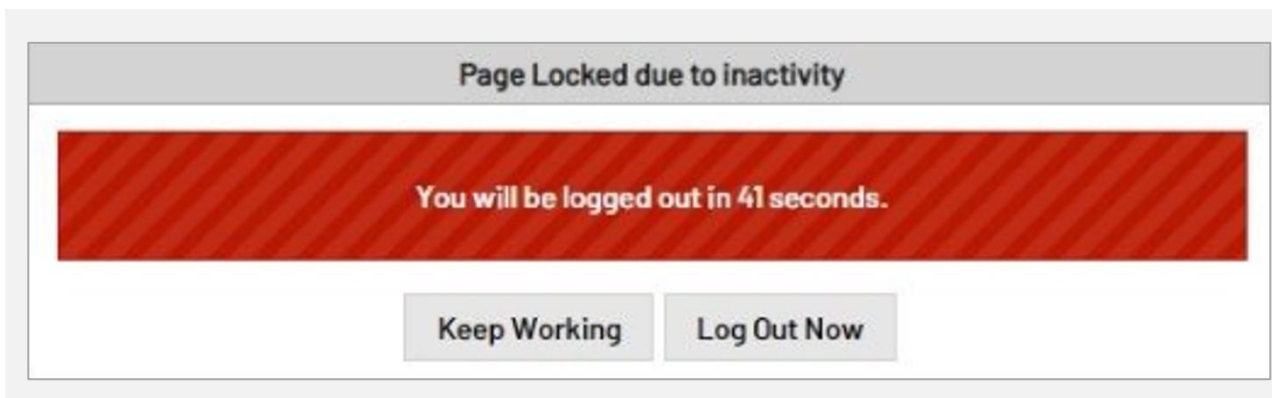 Page Locked due to inactivity
You will be logged out in 41 seconds.
Keep Working
Log Out Now